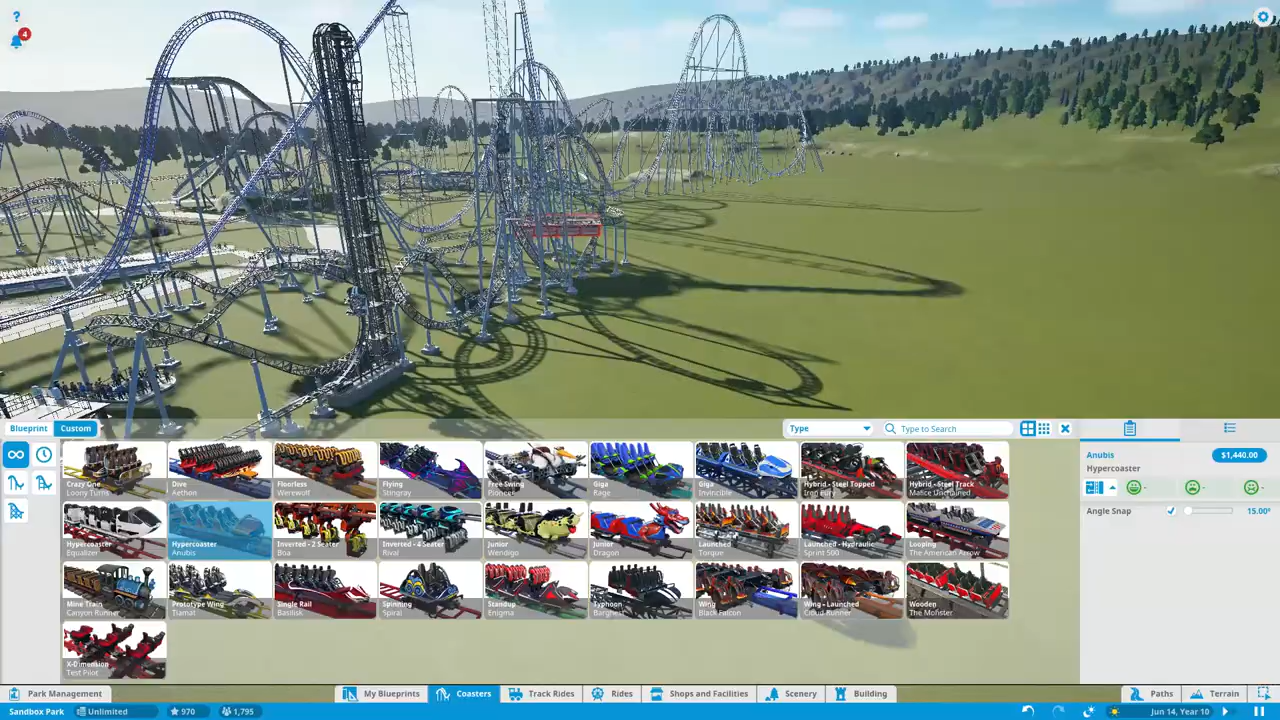 ?
4
Blueprint
Custom
Type
Type to Search
Crazy One
Loony Turns
Dive
Aethon
Floorless
Werewolf
Flying
Stingray
Free-Swing
Pioneer
Giga
Rage
Giga
Invincible
Hybrid - Steel Topped
Iron Fury
Hybrid - Steel Track
Malice Unchained
Hypercoaster
Equalizer
Hypercoaster
Anubis
Inverted - 2 Seater
Boa
Inverted - 4 Seater
Rival
Junior
Wendigo
Junior
Dragon
Launched
Torque
Launched - Hydraulic
Sprint 500
Looping
The American Arrow
Mine Train
Canyon Runner
Prototype Wing
Tiamat
Single Rail
Basilisk
Spinning
Spiral
Standup
Enigma
Typhoon
Barghest
Wing
Black Falcon
Wing - Launched
Cloud Runner
Wooden
The Monster
X-Dimension
Test Pilot
Anubis
$1,440.00
Hypercoaster
Angle Snap
15.00°
Park Management
My Blueprints
Coasters
Track Rides
Rides
Shops and Facilities
Scenery
Building
Paths
Terrain
Sandbox Park
Unlimited
970
1,795
Jun 14, Year 10